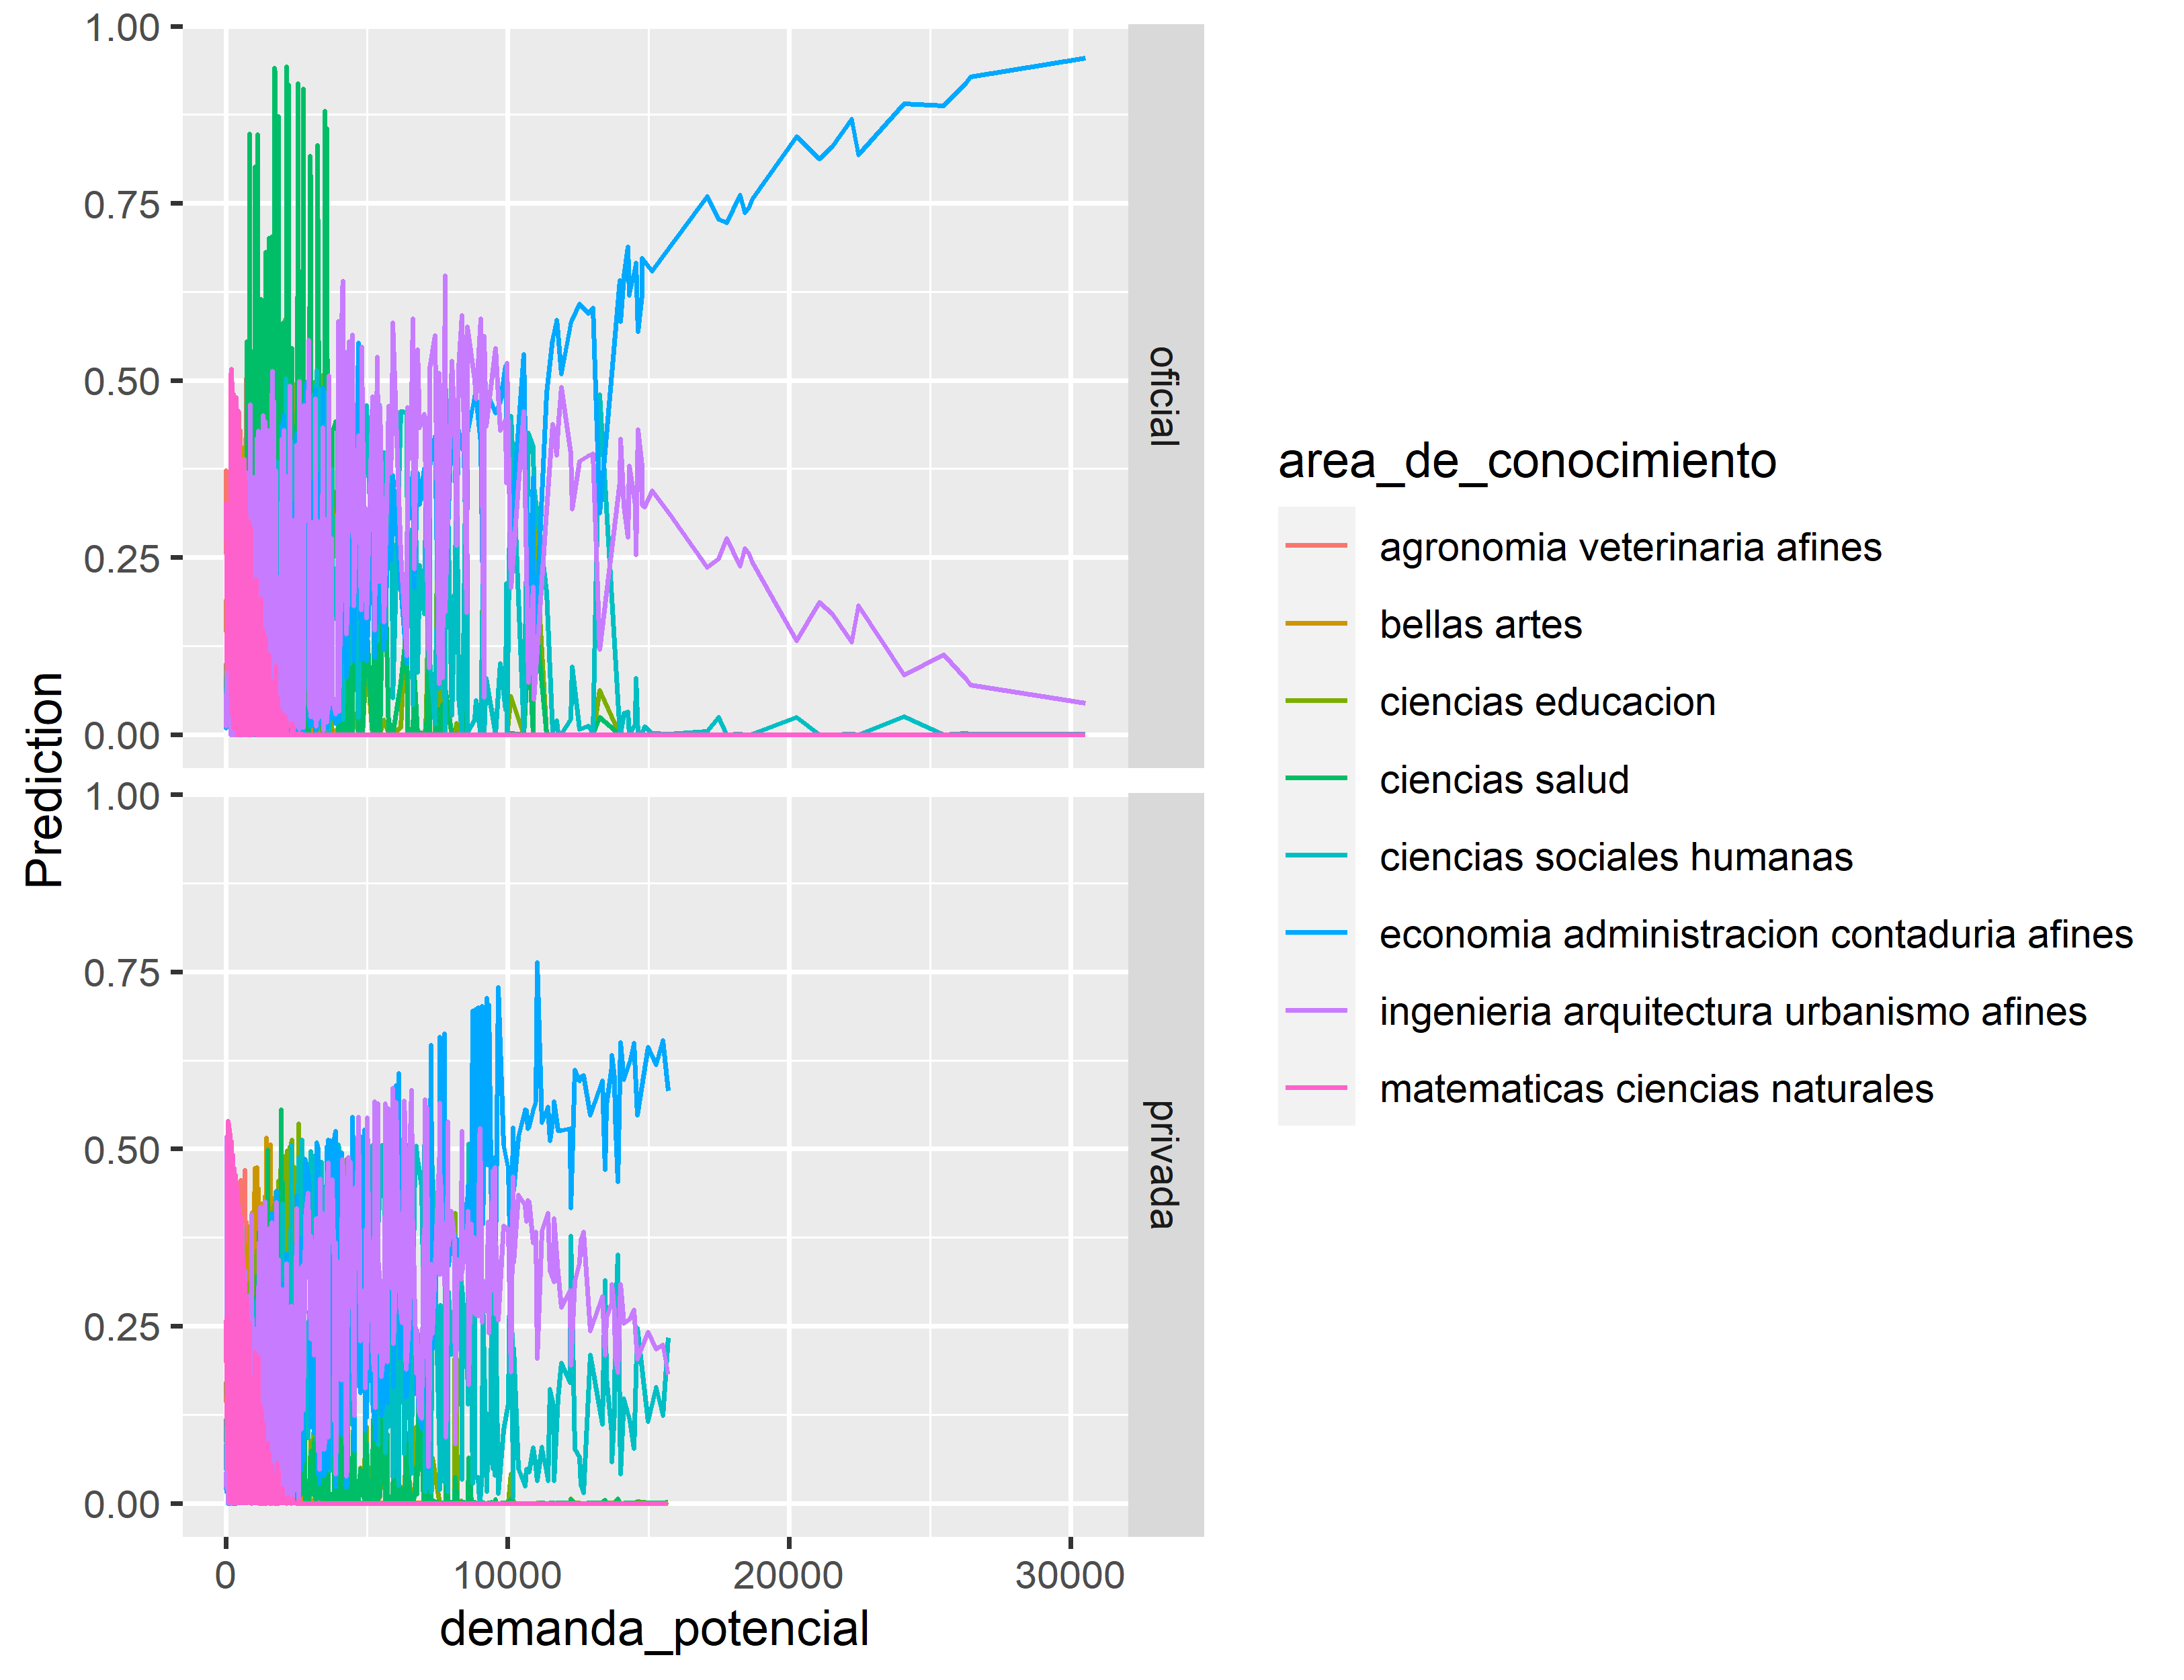 1.00
0.75
0.50
0.25
0.00
oficial
1.00
0.75
0.50
0.25
0.00
privada
Prediction
0
10000
20000
30000
demanda_potencial
area_de_conocimiento
agronomia veterinaria afines
bellas artes
ciencias educacion
ciencias salud
ciencias sociales humanas
economia administracion contaduria afines
ingenieria arquitectura urbanismo afines
matematicas ciencias naturales